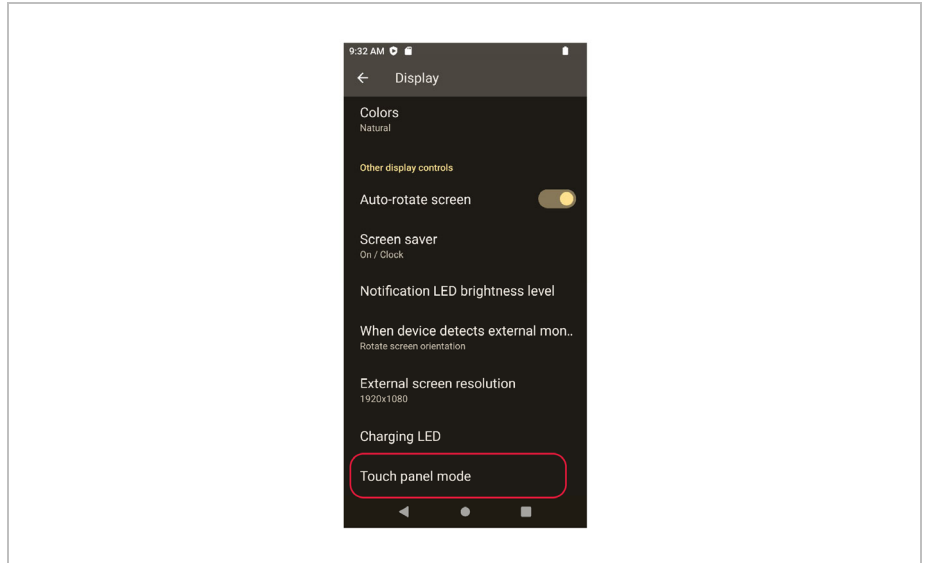 9:32 AM
Display
Colors
Natural
Other display controls
Auto-rotate screen
Screen saver
On / Clock
Notification LED brightness level
When device detects external mon..
Rotate screen orientation
External screen resolution
1920x1080
Charging LED
Touch panel mode